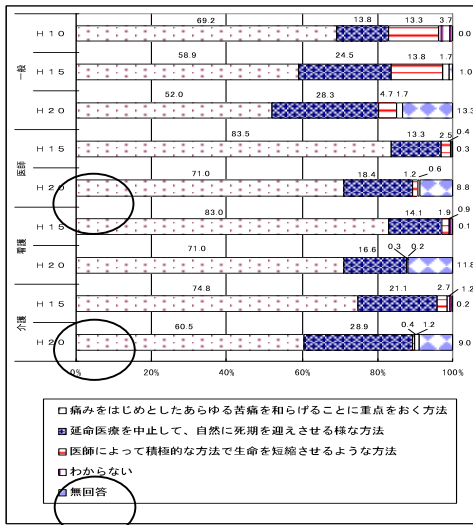 69.2 13.8 13.3 3.7
H10 0.0
58.9 24.5 13.8 1.7
一般 H15 1.0
52.0 28.3 4.7 1.7
H20 13.3
83.5 13.3 2.5 0.4
H15 0.3
医師
71.0 18.4 1.2 0.6
H20 8.8
83.0 14.1 1.9 0.9
H15 0.1
看護
71.0 16.6 0.3 0.2
H20 11.8
74.8 21.1 2.7 1.2
H15 0.2
介護
60.5 28.9 0.4 1.2
H20 9.0
0% 20% 40% 60% 80% 100%
痛みをはじめとしたあらゆる苦痛を和らげることに重点をおく方法
延命医療を中止して、自然に死期を迎えさせる様な方法
医師によって積極的な方法で生命を短縮させるような方法
わからない
無回答